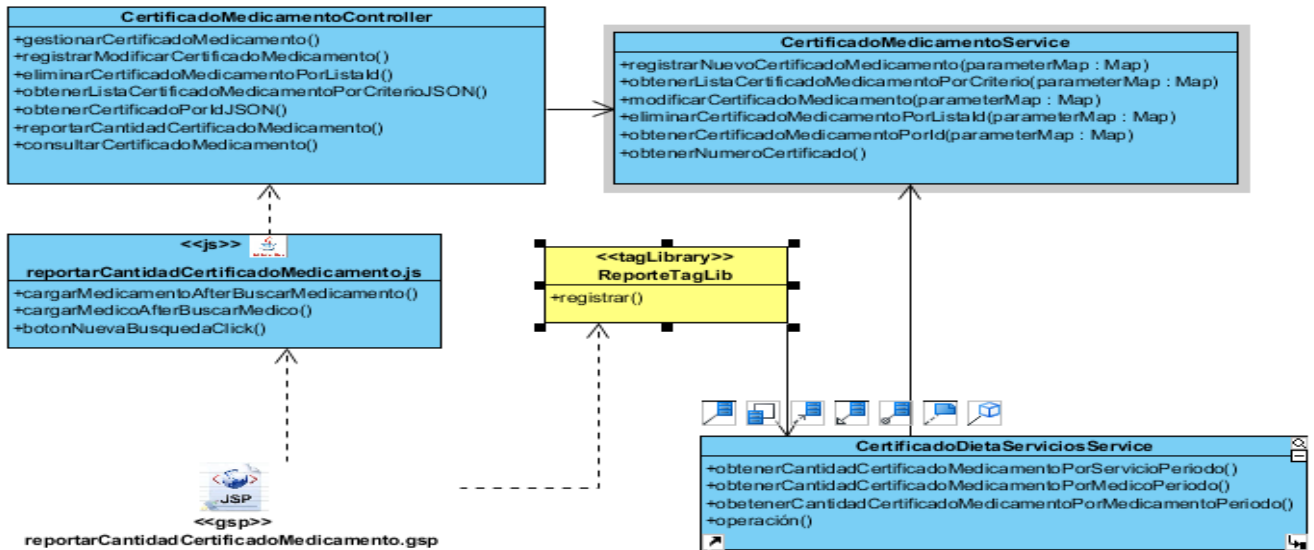 CertificadoMedicamentoController
+gestionarCertificadoMedicamento()
+registrarModificarCertificadoMedicamento()
+eliminarCertificadoMedicamentoPorListaId()
+obtenerListaCertificadoMedicamentoPorCriterioJSON()
+obtenerCertificadoPorIdJSON()
+reportarCantidadCertificadoMedicamento()
+consultarCertificadoMedicamento()
CertificadoMedicamentoService
+registrarNuevoCertificadoMedicamento(parameterMap : Map)
+obtenerListaCertificadoMedicamentoPorCriterio(parameterMap : Map)
+modificarCertificadoMedicamento(parameterMap : Map)
+eliminarCertificadoMedicamentoPorListaId(parameterMap : Map)
+obtenerCertificadoMedicamentoPorId(parameterMap : Map)
+obtenerNumeroCertificado()
<<js>>
reportarCantidadCertificadoMedicamento.js
+cargarMedicamentoAfterBuscarMedicamento()
+cargarMedicoAfterBuscarMedico()
+botonNuevaBusquedaClick()
<<tagLibrary>>
ReporteTagLib
+registrar()
CertificadoDietaServiciosService
+obtenerCantidadCertificadoMedicamentoPorServicioPeriodo()
+obtenerCantidadCertificadoMedicamentoPorMedicoPeriodo()
+obetenerCantidadCertificadoMedicamentoPorMedicamentoPeriodo()
+operación()
JSP
<<gsp>>
reportarCantidadCertificadoMedicamento.gsp